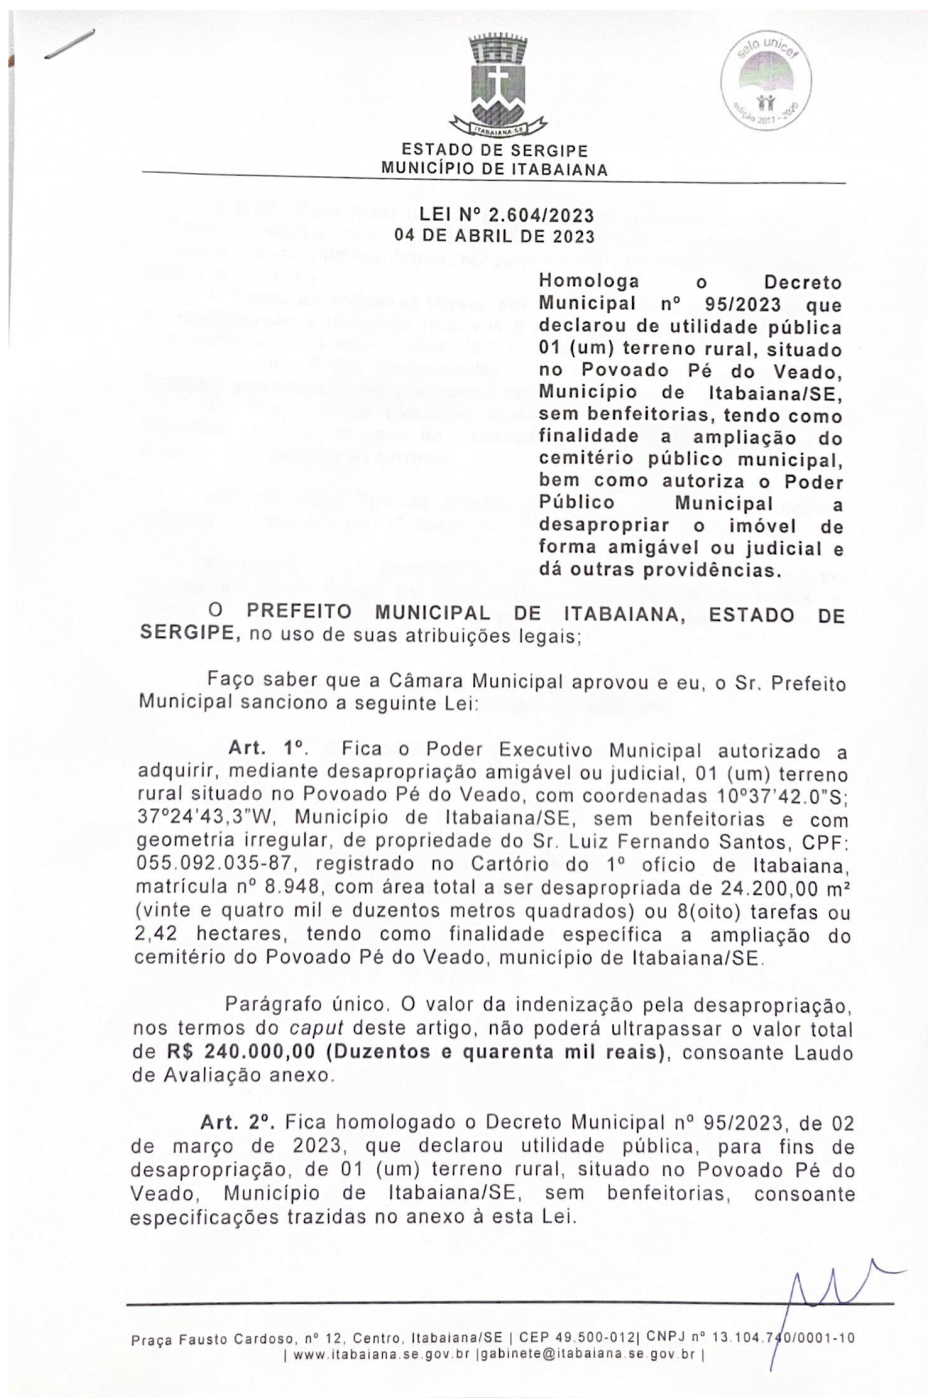 selo unicef
edição 2017 - 2020
ITABAIANA-SE
ESTADO DE SERGIPE
MUNICÍPIO DE ITABAIANA
LEI Nº 2.604/2023
04 DE ABRIL DE 2023
Homologa o Decreto
Municipal nº 95/2023 que
declarou de utilidade pública
01 (um) terreno rural, situado
no Povoado Pé do Veado,
Município de Itabaiana/SE,
sem benfeitorias, tendo como
finalidade a ampliação do
cemitério público municipal,
bem como autoriza o Poder
Público Municipal a
desapropriar o imóvel de
forma amigável ou judicial e
dá outras providências.
O PREFEITO MUNICIPAL DE ITABAIANA, ESTADO DE
SERGIPE, no uso de suas atribuições legais;
Faço saber que a Câmara Municipal aprovou e eu, o Sr. Prefeito
Municipal sanciono a seguinte Lei:
Art. 1º. Fica o Poder Executivo Municipal autorizado a
adquirir, mediante desapropriação amigável ou judicial, 01 (um) terreno
rural situado no Povoado Pé do Veado, com coordenadas 10º37'42.0"S;
37º24'43,3"W, Município de Itabaiana/SE, sem benfeitorias e com
geometria irregular, de propriedade do Sr. Luiz Fernando Santos, CPF:
055.092.035-87, registrado no Cartório do 1º ofício de Itabaiana,
matrícula nº 8.948, com área total a ser desapropriada de 24.200,00 m²
(vinte e quatro mil e duzentos metros quadrados) ou 8(oito) tarefas ou
2,42 hectares, tendo como finalidade específica a ampliação do
cemitério do Povoado Pé do Veado, município de Itabaiana/SE.
Parágrafo único. O valor da indenização pela desapropriação,
nos termos do caput deste artigo, não poderá ultrapassar o valor total
de R$ 240.000,00 (Duzentos e quarenta mil reais), consoante Laudo
de Avaliação anexo.
Art. 2º. Fica homologado o Decreto Municipal nº 95/2023, de 02
de março de 2023, que declarou utilidade pública, para fins de
desapropriação, de 01 (um) terreno rural, situado no Povoado Pé do
Veado, Município de Itabaiana/SE, sem benfeitorias, consoante
especificações trazidas no anexo à esta Lei.
Praça Fausto Cardoso, nº 12, Centro, Itabaiana/SE | CEP 49.500-012| CNPJ nº 13.104.740/0001-10
| www.itabaiana.se.gov.br |gabinete@itabaiana.se.gov.br |